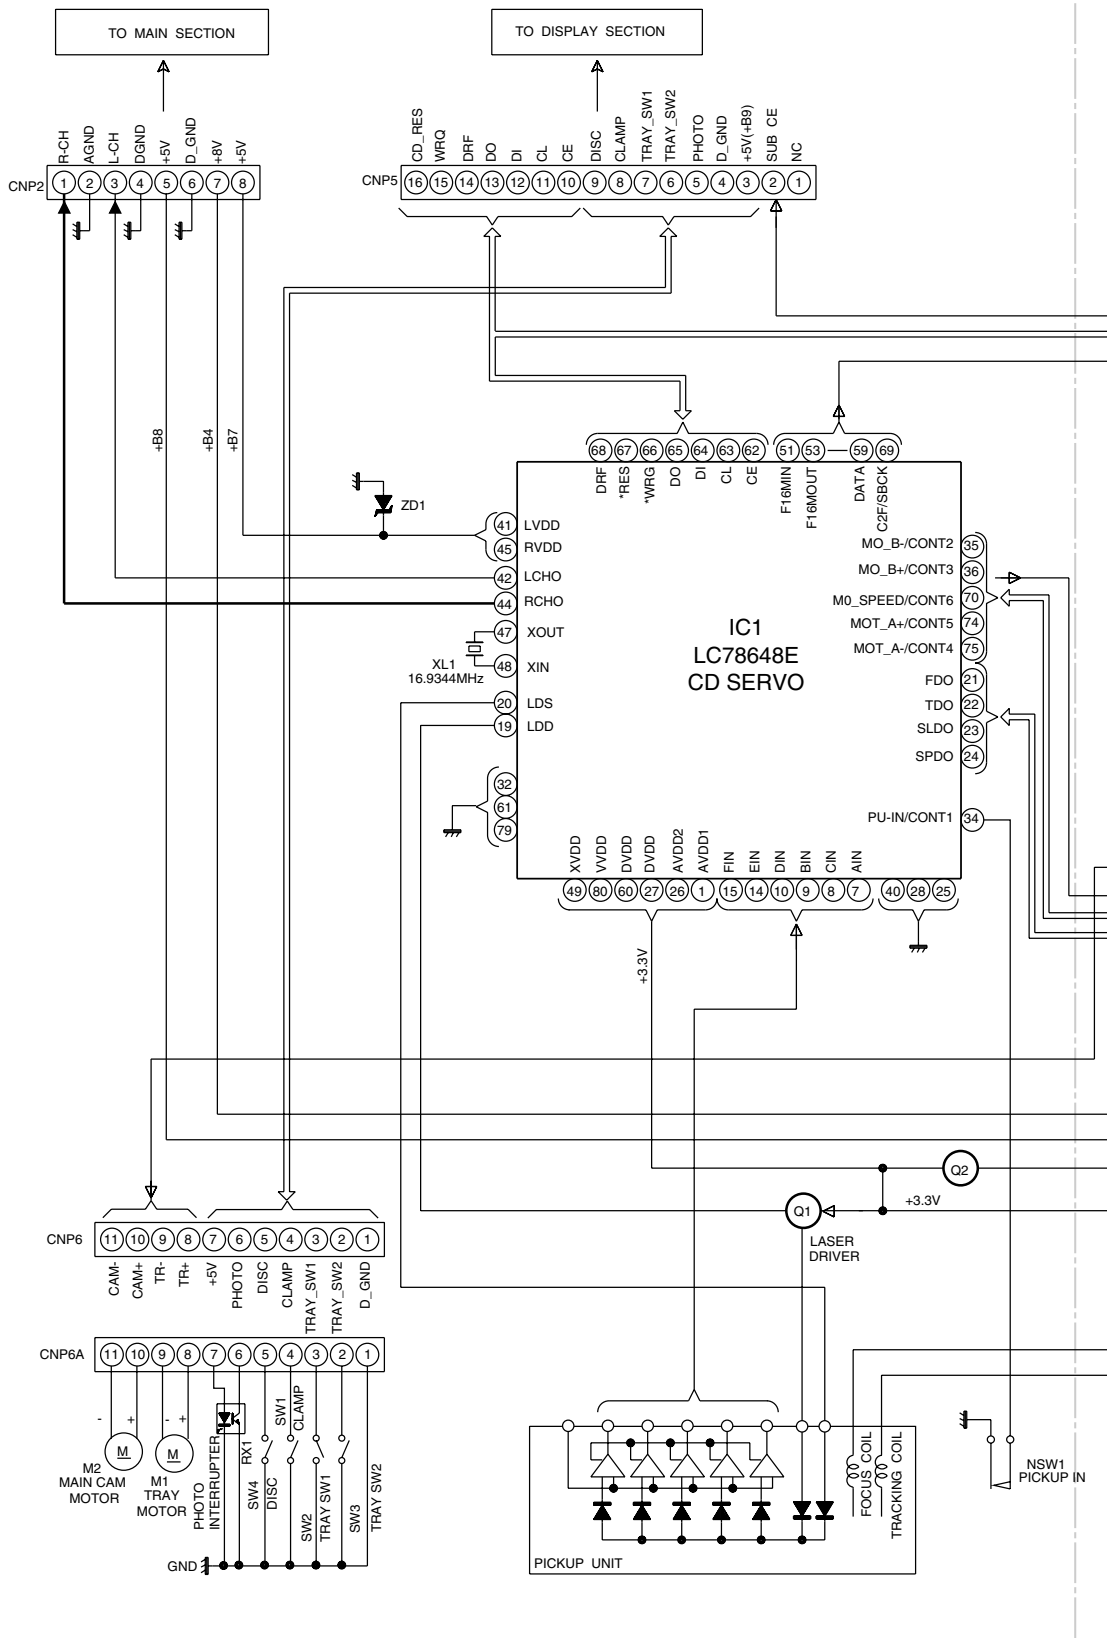 TO MAIN SECTION
TO DISPLAY SECTION
R-CH
AGND
L-CH
DGND
+5V
D_GND
+8V
+5V
CNP2
1 2 3 4 5 6 7 8
CD_RES
WRQ
DRF
DO
DI
CL
CE
DISC
CLAMP
TRAY_SW1
TRAY_SW2
PHOTO
D_GND
+5V(+B9)
SUB CE
NC
CNP5
16 15 14 13 12 11 10 9 8 7 6 5 4 3 2 1
+B8
+B4
+B7
ZD1
68 67 66 65 64 63 62 51 53 59 69
DRF
*RES
*WRG
DO
DI
CL
CE
F16MIN
F16MOUT
DATA
C2F/SBCK
41 LVDD
45 RVDD
42 LCHO
44 RCHO
47 XOUT
48 XIN
XL1
16.9344MHz
20 LDS
19 LDD
32
61
79
IC1
LC78648E
CD SERVO
MO_B-/CONT2 35
MO_B+/CONT3 36
M0_SPEED/CONT6 70
MOT_A+/CONT5 74
MOT_A-/CONT4 75
FDO 21
TDO 22
SLDO 23
SPDO 24
PU-IN/CONT1 34
XVDD
VVDD
DVDD
DVDD
AVDD2
AVDD1
FIN
EIN
DIN
BIN
CIN
AIN
49 80 60 27 26 1 15 14 10 9 8 7 40 28 25
+3.3V
Q2
+3.3V
Q1
LASER
DRIVER
CNP6
11 10 9 8 7 6 5 4 3 2 1
CAM-
CAM+
TR-
TR+
+5V
PHOTO
DISC
CLAMP
TRAY_SW1
TRAY_SW2
D_GND
CNP6A
11 10 9 8 7 6 5 4 3 2 1
- + - +
M
M
M2
MAIN CAM
MOTOR
M1
TRAY
MOTOR
PHOTO
INTERRUPTER
RX1
SW4
DISC
SW1
CLAMP
SW2
TRAY SW1
SW3
TRAY SW2
GND
PICKUP UNIT
FOCUS COIL
TRACKING COIL
NSW1
PICKUP IN